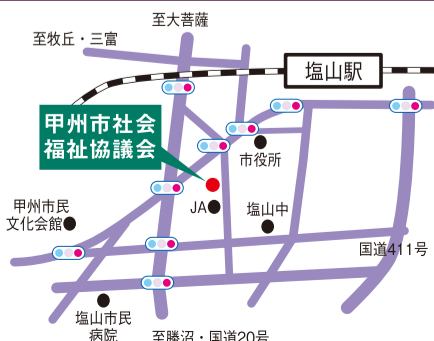 至大菩薩
至牧丘・三富
塩山駅
甲州市社会
福祉協議会
市役所
JA
塩山中
甲州市民
文化会館
国道411号
塩山市民
病院
至勝沼・国道20号